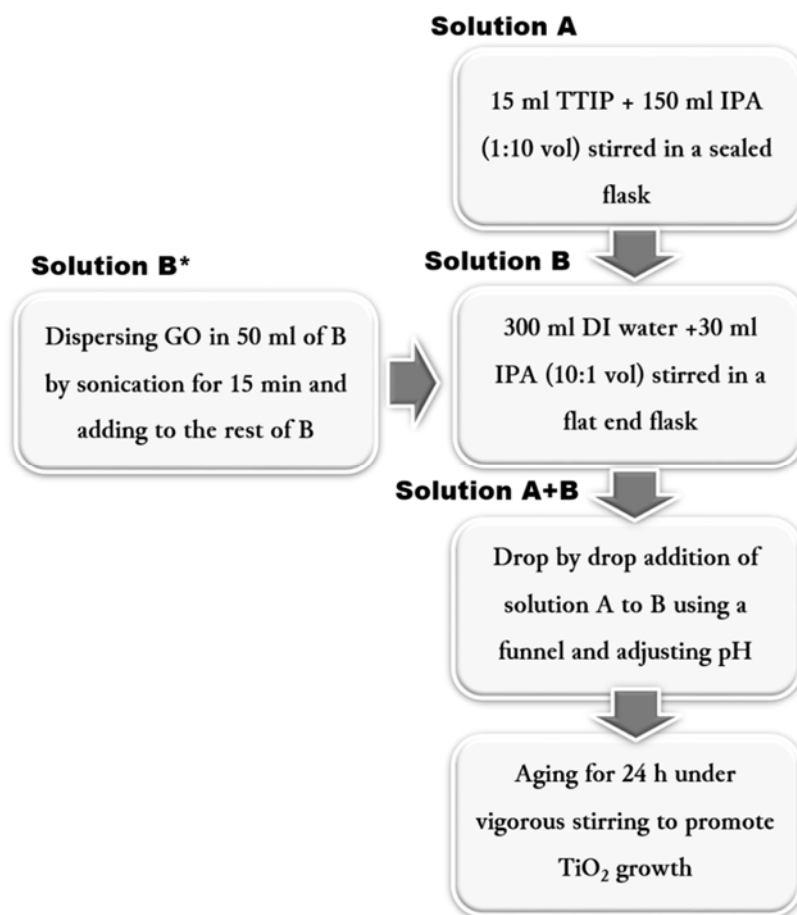 Solution A
15 ml TTIP + 150 ml IPA
(1:10 vol) stirred in a sealed
flask
Solution B*
Dispersing GO in 50 ml of B
by sonication for 15 min and
adding to the rest of B
Solution B
300 ml DI water +30 ml
IPA (10:1 vol) stirred in a
flat end flask
Solution A+B
Drop by drop addition of
solution A to B using a
funnel and adjusting pH
Aging for 24 h under
vigorous stirring to promote
TiO₂ growth